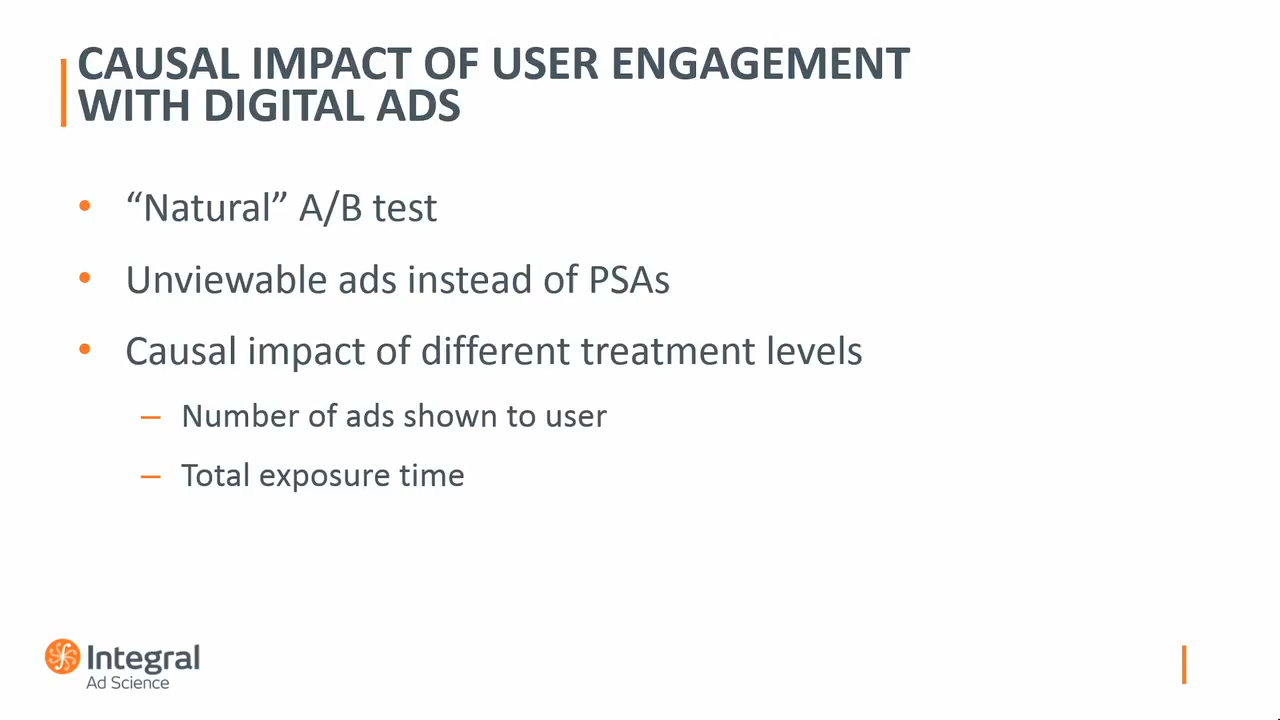 CAUSAL IMPACT OF USER ENGAGEMENT
WITH DIGITAL ADS
• “Natural” A/B test
• Unviewable ads instead of PSAs
• Causal impact of different treatment levels
– Number of ads shown to user
– Total exposure time
Integral
Ad Science